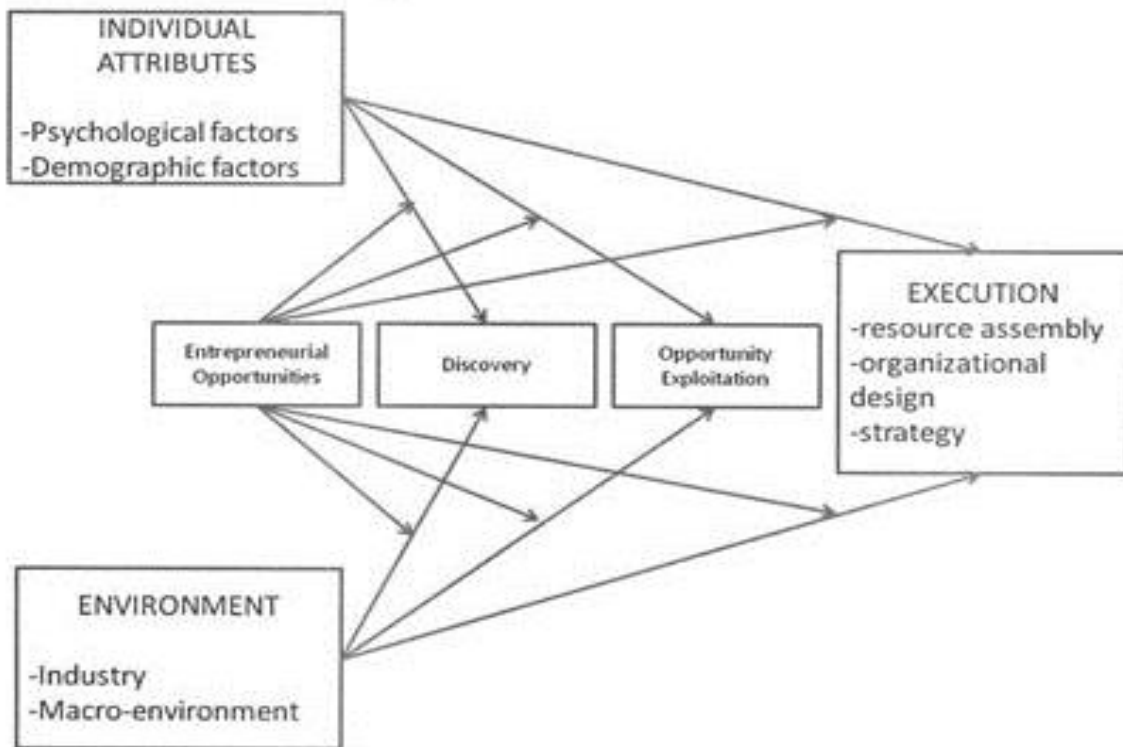 INDIVIDUAL
ATTRIBUTES
-Psychological factors
-Demographic factors
Entrepreneurial
Opportunities
Discovery
Opportunity
Exploitation
EXECUTION
-resource assembly
-organizational
design
-strategy
ENVIRONMENT
-Industry
-Macro-environment